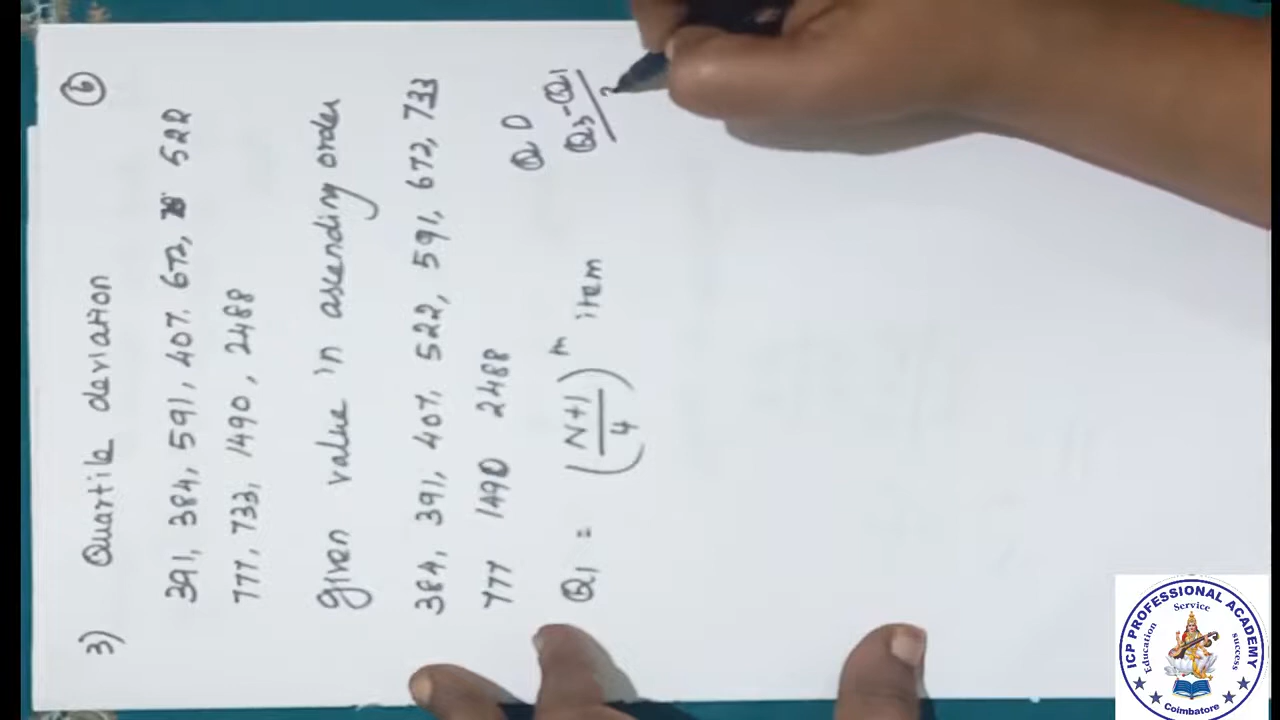 3) Quartile deviation 6
391, 384, 591, 407. 672, 522
777, 733, 1490, 2488
given value in ascending order
384, 391, 407, 522, 591, 672, 733
777 1490 2488
Q D
Q1 = (N+1/4)th item
Q3-Q1/2
ICP PROFESSIONAL ACADEMY
Education Service success
Coimbatore